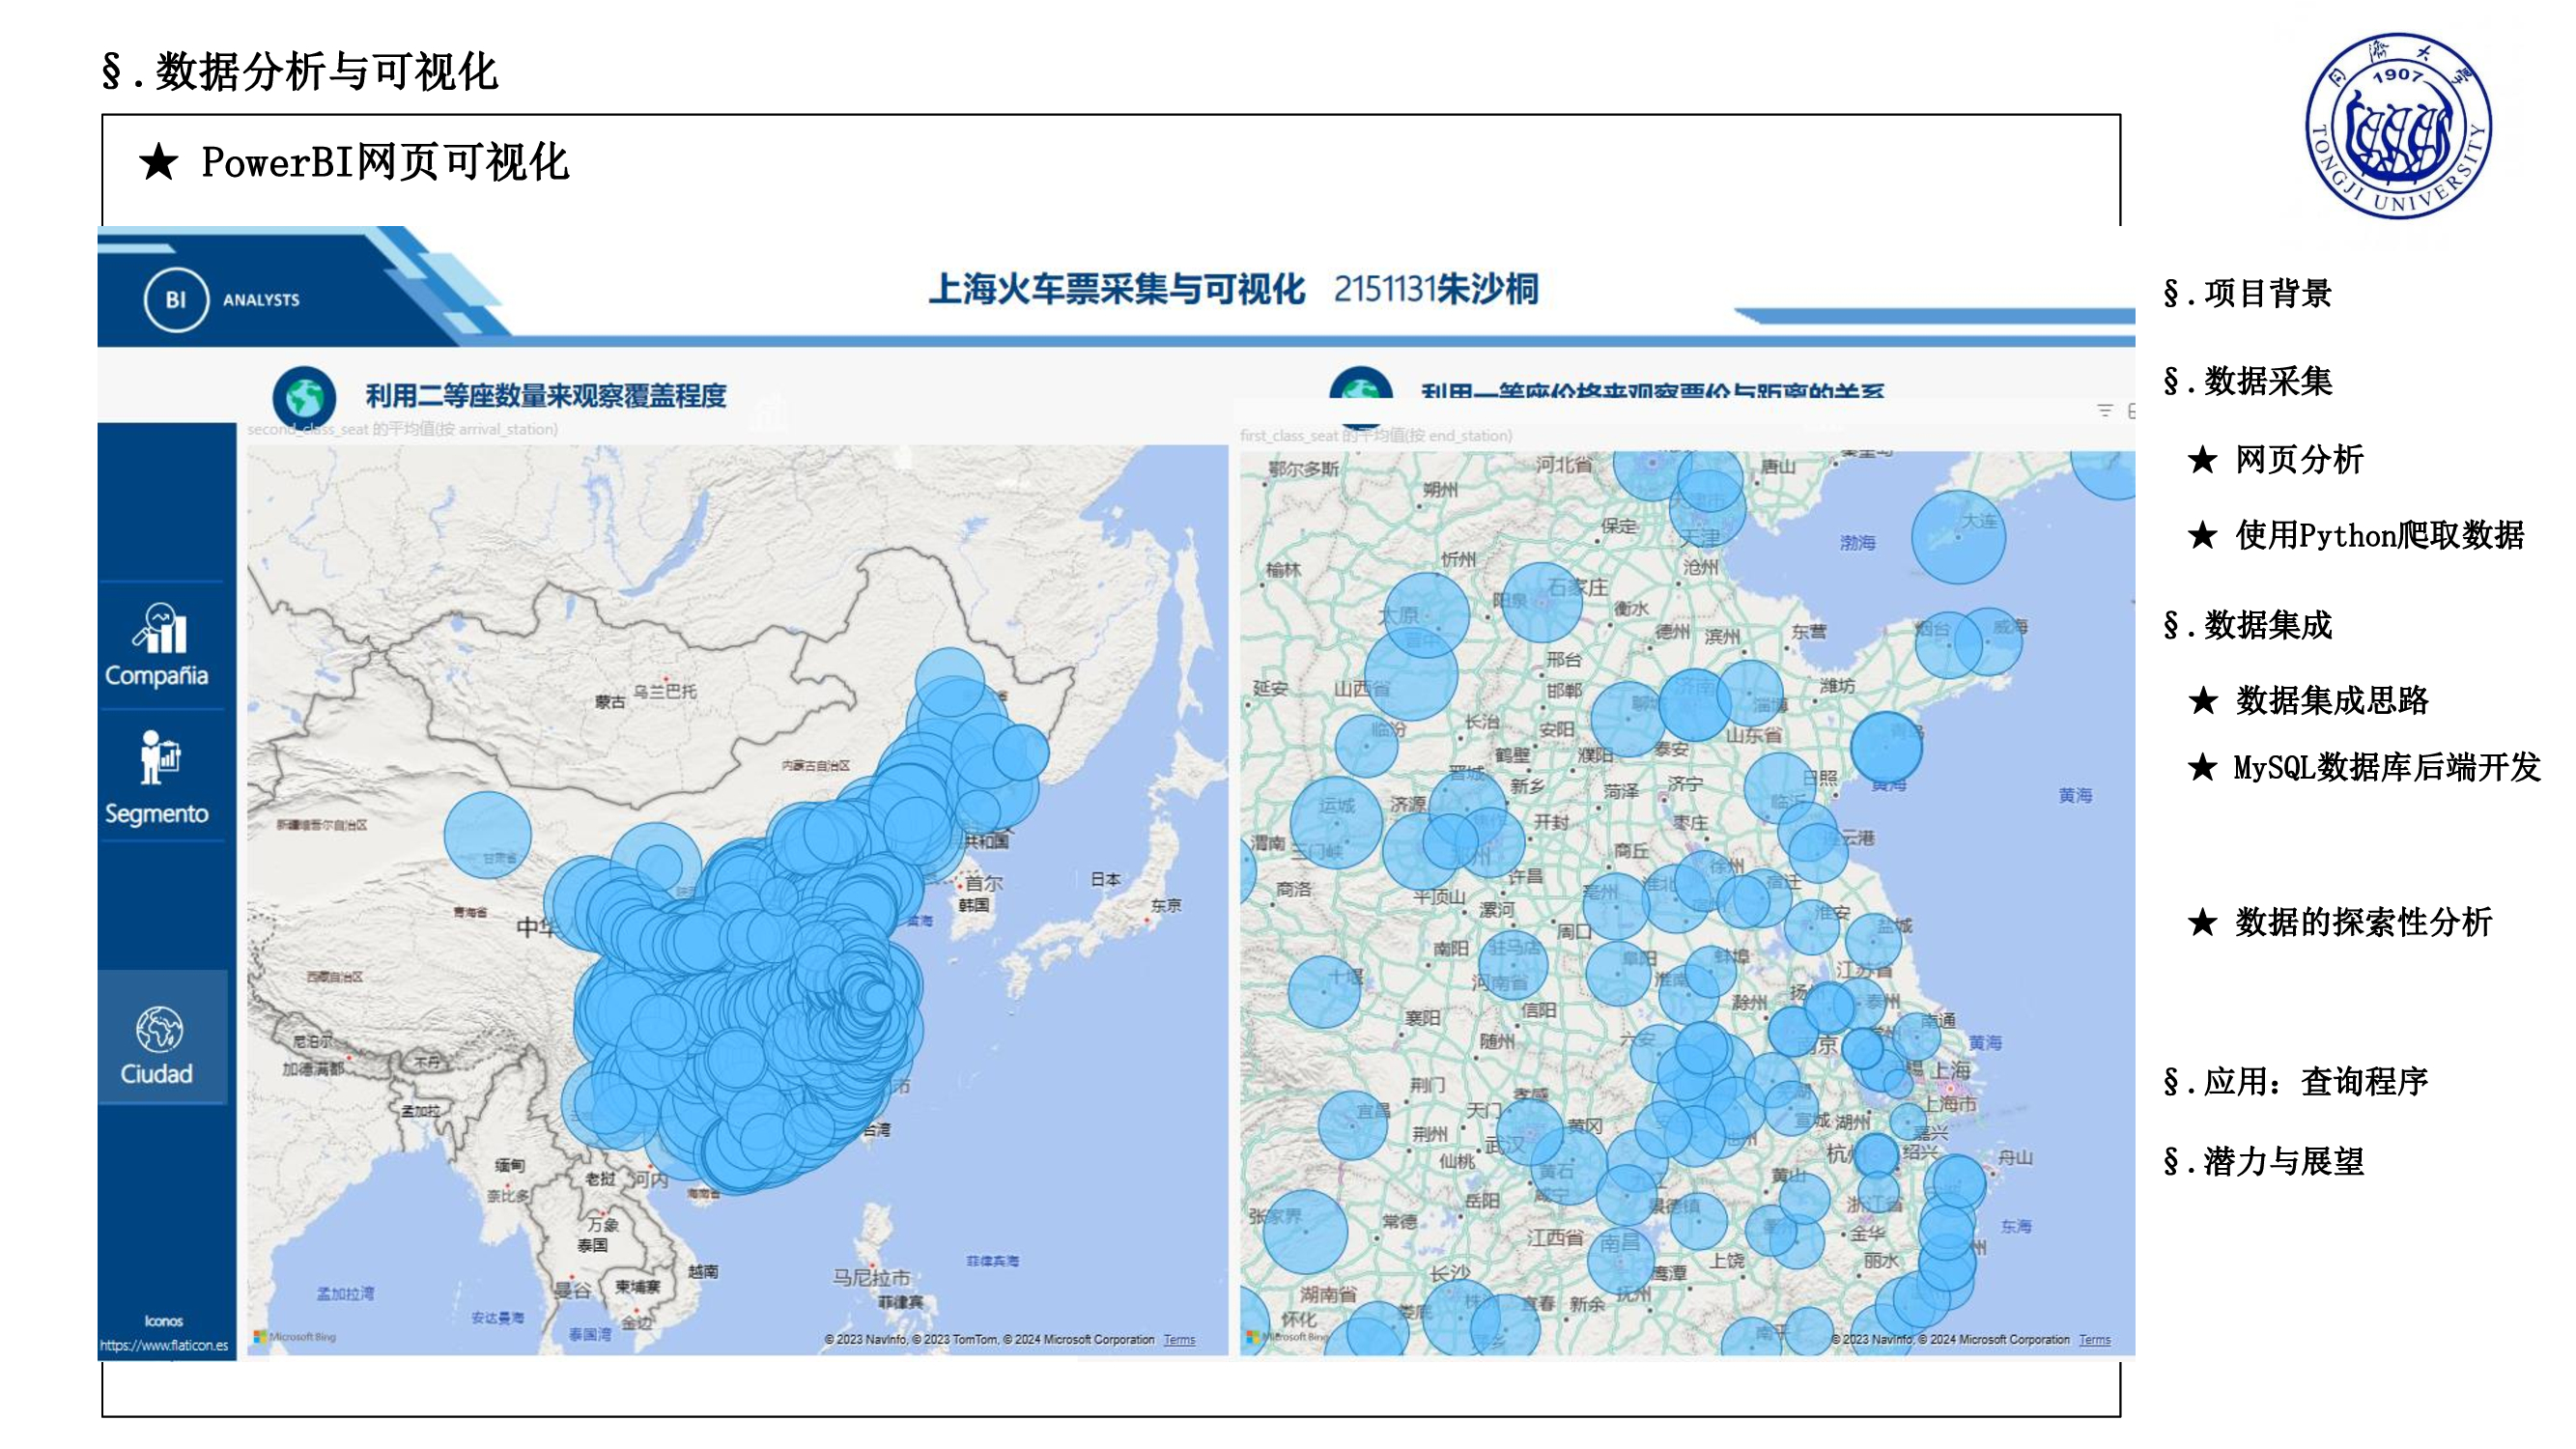 §.数据分析与可视化
★ PowerBI网页可视化
同濟大學
1907
TONGJI UNIVERSITY
BI
ANALYSTS
上海火车票采集与可视化 2151131朱沙桐
利用二等座数量来观察覆盖程度
利用一等座价格来观察票价与距离的关系
second_class_seat 的平均值(按 arrival_station)
first_class_seat 的平均值(按 end_station)
Compañia
Segmento
Ciudad
Iconos
https://www.flaticon.es
蒙古
乌兰巴托
内蒙古自治区
新疆维吾尔自治区
甘肃省
青海省
西藏自治区
中华
共和国
首尔
韩国
日本
东京
尼泊尔
加德满都
不丹
孟加拉
缅甸
奈比多
老挝
河内
海南省
台湾
万象
泰国
越南
曼谷
柬埔寨
金边
马尼拉市
菲律宾
菲律宾海
孟加拉湾
安达曼海
泰国湾
Microsoft Bing
© 2023 NavInfo, © 2023 TomTom, © 2024 Microsoft Corporation Terms
鄂尔多斯
河北省
唐山
朔州
保定
天津
大连
渤海
忻州
沧州
榆林
石家庄
阳泉
太原
衡水
德州
滨州
东营
烟台
威海
邢台
延安
山西省
邯郸
济南
淄博
潍坊
临汾
长治
安阳
山东省
鹤壁
濮阳
泰安
晋城
新乡
菏泽
济宁
日照
临沂
黄海
黄海
运城
济源
焦作
开封
枣庄
渭南
三门峡
商丘
徐州
商洛
许昌
平顶山
漯河
亳州
淮北
宿迁
淮安
盐城
周口
南阳
驻马店
阜阳
蚌埠
江苏省
十堰
河南省
滁州
泰州
信阳
襄阳
随州
六安
南京
南通
黄海
上海
荆门
孝感
上海市
宜昌
天门
黄冈
宣城
湖州
荆州
武汉
嘉兴
仙桃
黄石
咸宁
黄山
绍兴
舟山
岳阳
张家界
常德
景德镇
浙江省
江西省
南昌
金华
东海
上饶
丽水
长沙
鹰潭
湖南省
宜春
新余
抚州
娄底
怀化
南平
Microsoft Bing
© 2023 NavInfo, © 2024 Microsoft Corporation Terms
§.项目背景
§.数据采集
★ 网页分析
★ 使用Python爬取数据
§.数据集成
★ 数据集成思路
★ MySQL数据库后端开发
★ 数据的探索性分析
§.应用：查询程序
§.潜力与展望